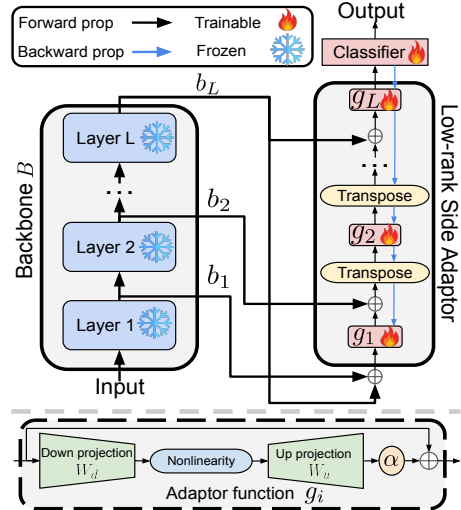 Forward prop
Trainable
Backward prop
Frozen
Output
Classifier
Backbone B
Layer L
...
Layer 2
Layer 1
Input
b_L
b_2
b_1
Low-rank Side Adaptor
g_L
...
Transpose
g_2
Transpose
g_1
Down projection
W_d
Nonlinearity
Up projection
W_u
α
Adaptor function g_i